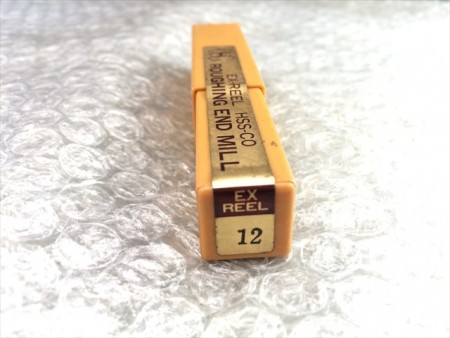 EX-REEL HSS-CO
ROUGHING END MILL
EX
REEL
12